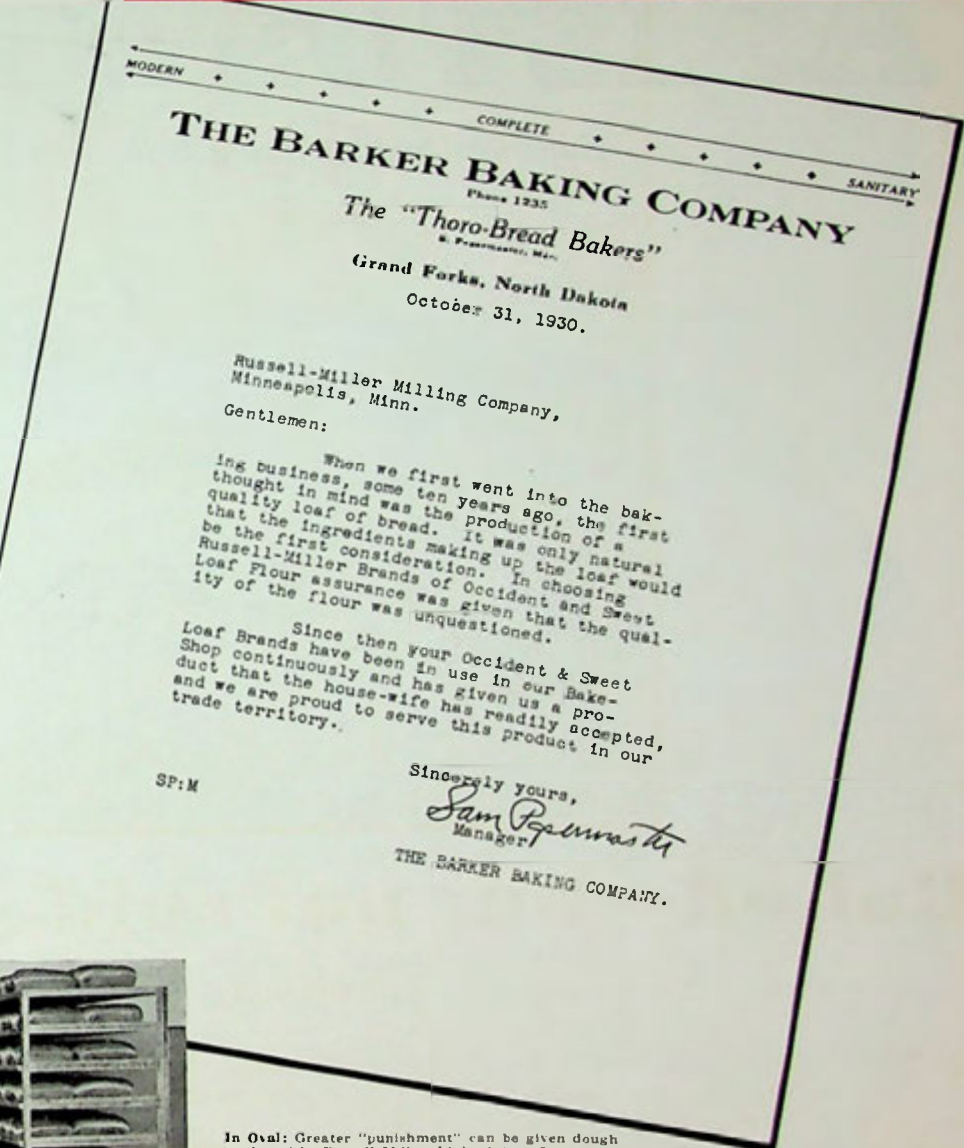 MODERN COMPLETE SANITARY
THE BARKER BAKING COMPANY
Phone 1235
The "Thoro-Bread Bakers"
S. Papermaster, Mgr.
Grand Forks, North Dakota
October 31, 1930.
Russell-Miller Milling Company,
Minneapolis, Minn.
Gentlemen:
When we first went into the bak-
ing business, some ten years ago, the first
thought in mind was the production of a
quality loaf of bread. It was only natural
that the ingredients making up the loaf would
be the first consideration. In choosing
Russell-Miller Brands of Occident and Sweet
Loaf Flour assurance was given that the qual-
ity of the flour was unquestioned.
Since then your Occident & Sweet
Loaf Brands have been in use in our Bake-
Shop continuously and has given us a pro-
duct that the house-wife has readily accepted,
and we are proud to serve this product in our
trade territory.
Sincerely yours,
Sam Papermaster
Manager
SP:M
THE BARKER BAKING COMPANY.
In Oval: Greater "punishment" can be given dough